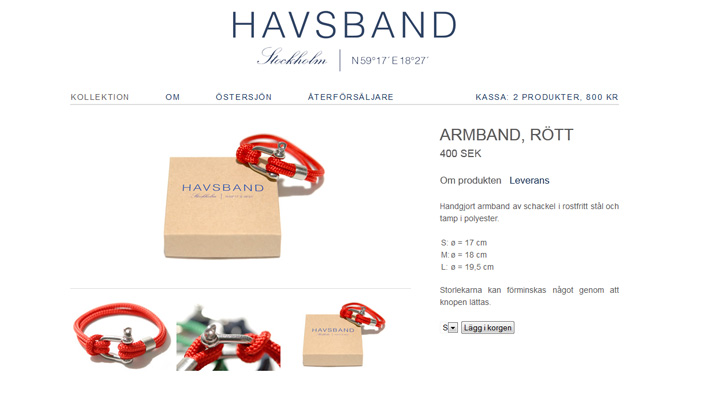 HAVSBAND
Stockholm | N 59°17´ E 18°27´
KOLLEKTION OM ÖSTERSJÖN ÅTERFÖRSÄLJARE KASSA: 2 PRODUKTER, 800 KR
ARMBAND, RÖTT
400 SEK
Om produkten Leverans
Handgjort armband av schackel i rostfritt stål och
tamp i polyester.
S: ø = 17 cm
M: ø = 18 cm
L: ø = 19,5 cm
Storlekarna kan förminskas något genom att
knopen lättas.
S Lägg i korgen
HAVSBAND
Stockholm
HAVSBAND